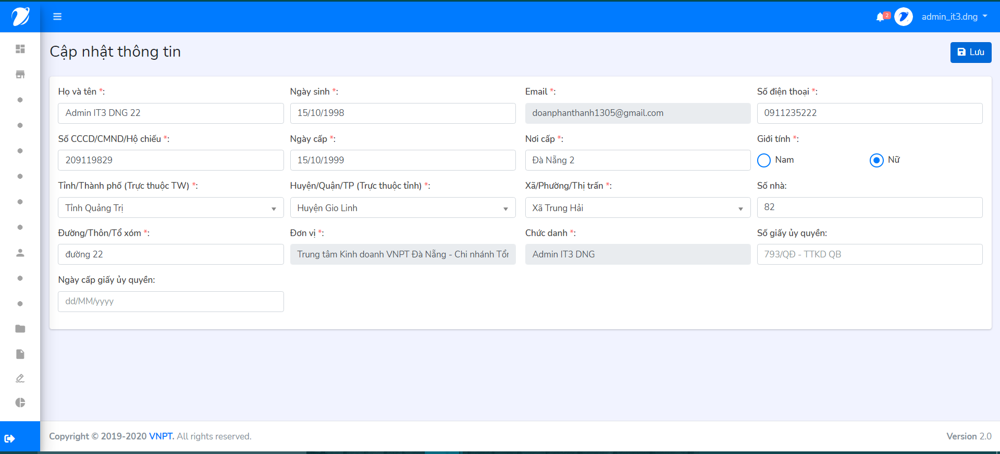 2
admin_it3.dng
Cập nhật thông tin
Lưu
Họ và tên *:
Ngày sinh *:
Email *:
Số điện thoại *:
Admin IT3 DNG 22
15/10/1998
doanphanthanh1305@gmail.com
0911235222
Số CCCD/CMND/Hộ chiếu *:
Ngày cấp *:
Nơi cấp *:
Giới tính *:
209119829
15/10/1999
Đà Nẵng 2
Nam
Nữ
Tỉnh/Thành phố (Trực thuộc TW) *:
Huyện/Quận/TP (Trực thuộc tỉnh) *:
Xã/Phường/Thị trấn *:
Số nhà:
Tỉnh Quảng Trị
Huyện Gio Linh
Xã Trung Hải
82
Đường/Thôn/Tổ xóm *:
Đơn vị *:
Chức danh *:
Số giấy ủy quyền:
đường 22
Trung tâm Kinh doanh VNPT Đà Nẵng - Chi nhánh Tổn
Admin IT3 DNG
793/QĐ - TTKD QB
Ngày cấp giấy ủy quyền:
dd/MM/yyyy
Copyright © 2019-2020 VNPT. All rights reserved.
Version 2.0